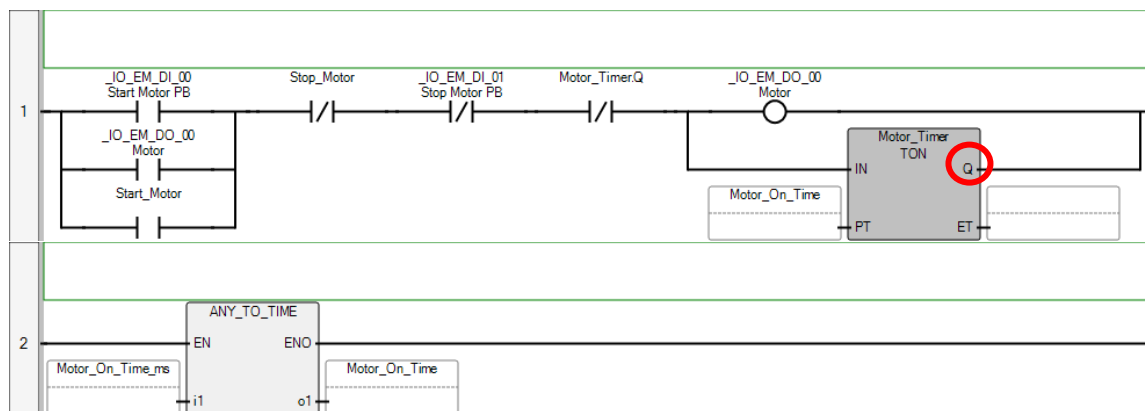 _IO_EM_DI_00
Start Motor PB
Stop_Motor
_IO_EM_DI_01
Stop Motor PB
Motor_Timer.Q
_IO_EM_DO_00
Motor
1
_IO_EM_DO_00
Motor
Start_Motor
Motor_Timer
TON
IN
Q
Motor_On_Time
PT
ET
2
ANY_TO_TIME
EN
ENO
Motor_On_Time_ms
Motor_On_Time
i1
o1